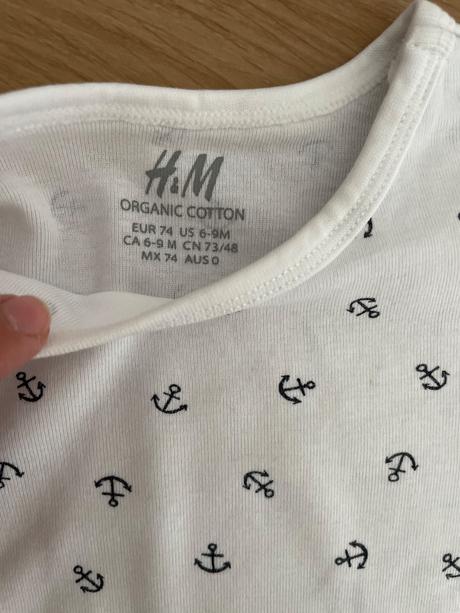 H&M
ORGANIC COTTON
EUR 74 US 6-9M
CA 6-9 M CN 73/48
MX 74 AUS 0